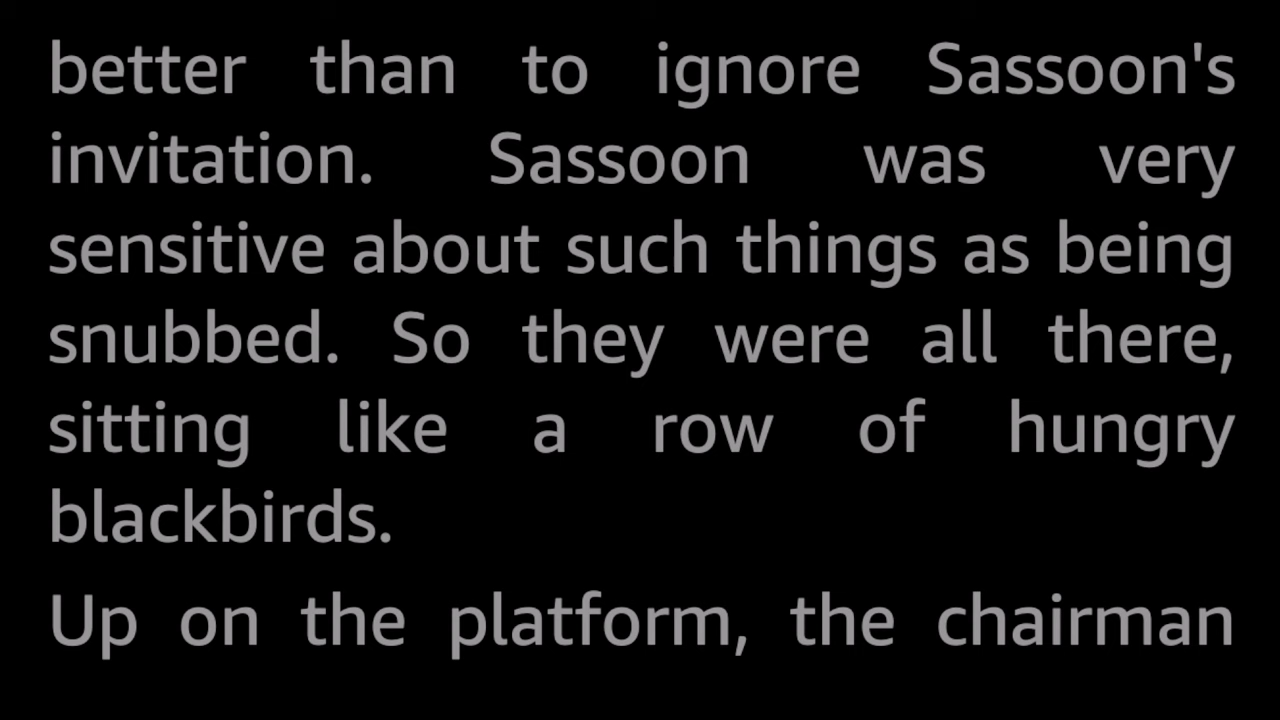 better than to ignore Sassoon's
invitation. Sassoon was very
sensitive about such things as being
snubbed. So they were all there,
sitting like a row of hungry
blackbirds.
Up on the platform, the chairman